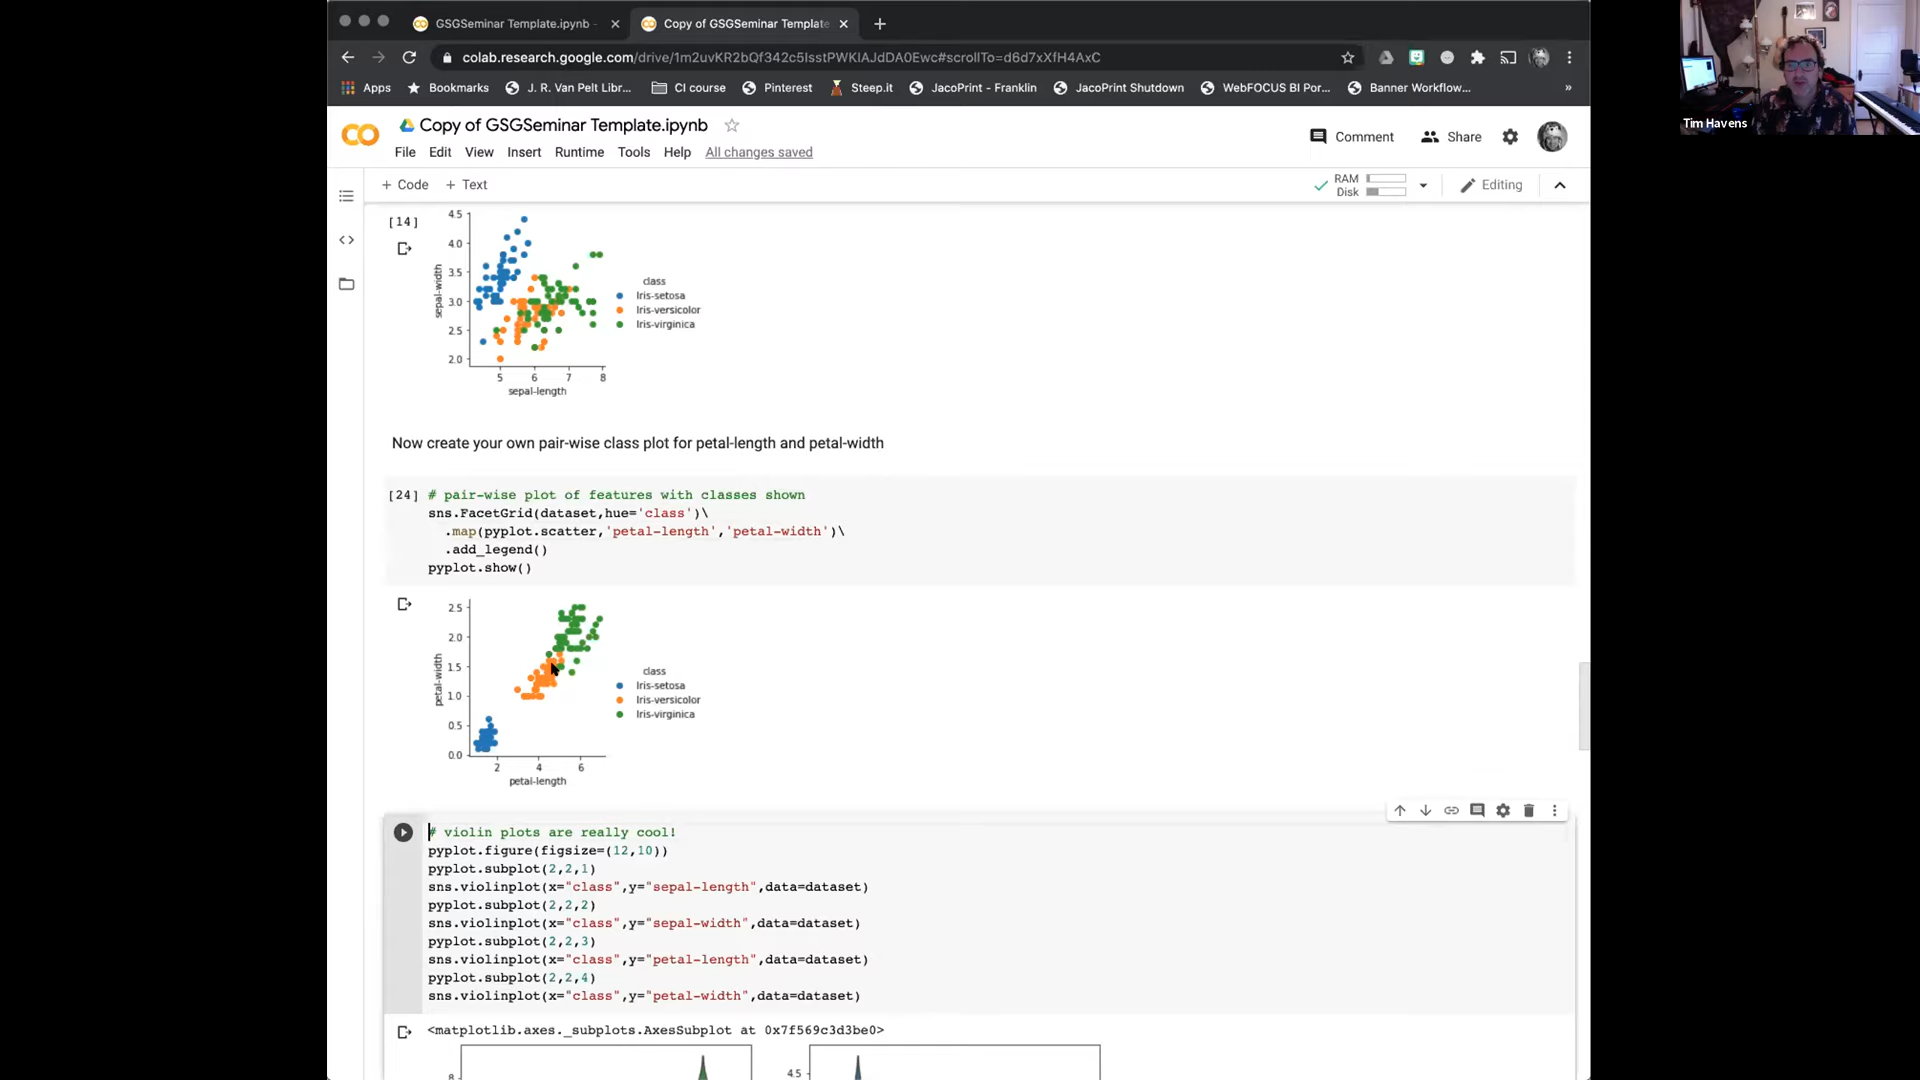 GSGSeminar Template.ipynb -
Copy of GSGSeminar Template
colab.research.google.com/drive/1m2uvKR2bQf342c5IsstPWKIAJdDA0Ewc#scrollTo=d6d7xXfH4AxC
Apps
Bookmarks
J. R. Van Pelt Libr...
CI course
Pinterest
Steep.it
JacoPrint - Franklin
JacoPrint Shutdown
WebFOCUS BI Por...
Banner Workflow...
»
Tim Havens
CO
Copy of GSGSeminar Template.ipynb
Comment
Share
File Edit View Insert Runtime Tools Help All changes saved
+ Code + Text
RAM
Disk
Editing
[14]
4.5
4.0
3.5
3.0
2.5
2.0
sepal-width
5 6 7 8
sepal-length
class
Iris-setosa
Iris-versicolor
Iris-virginica
Now create your own pair-wise class plot for petal-length and petal-width
[24] # pair-wise plot of features with classes shown
sns.FacetGrid(dataset,hue='class')\
.map(pyplot.scatter,'petal-length','petal-width')\
.add_legend()
pyplot.show()
2.5
2.0
1.5
1.0
0.5
0.0
petal-width
2 4 6
petal-length
class
Iris-setosa
Iris-versicolor
Iris-virginica
# violin plots are really cool!
pyplot.figure(figsize=(12,10))
pyplot.subplot(2,2,1)
sns.violinplot(x="class",y="sepal-length",data=dataset)
pyplot.subplot(2,2,2)
sns.violinplot(x="class",y="sepal-width",data=dataset)
pyplot.subplot(2,2,3)
sns.violinplot(x="class",y="petal-length",data=dataset)
pyplot.subplot(2,2,4)
sns.violinplot(x="class",y="petal-width",data=dataset)
<matplotlib.axes._subplots.AxesSubplot at 0x7f569c3d3be0>
8
4.5